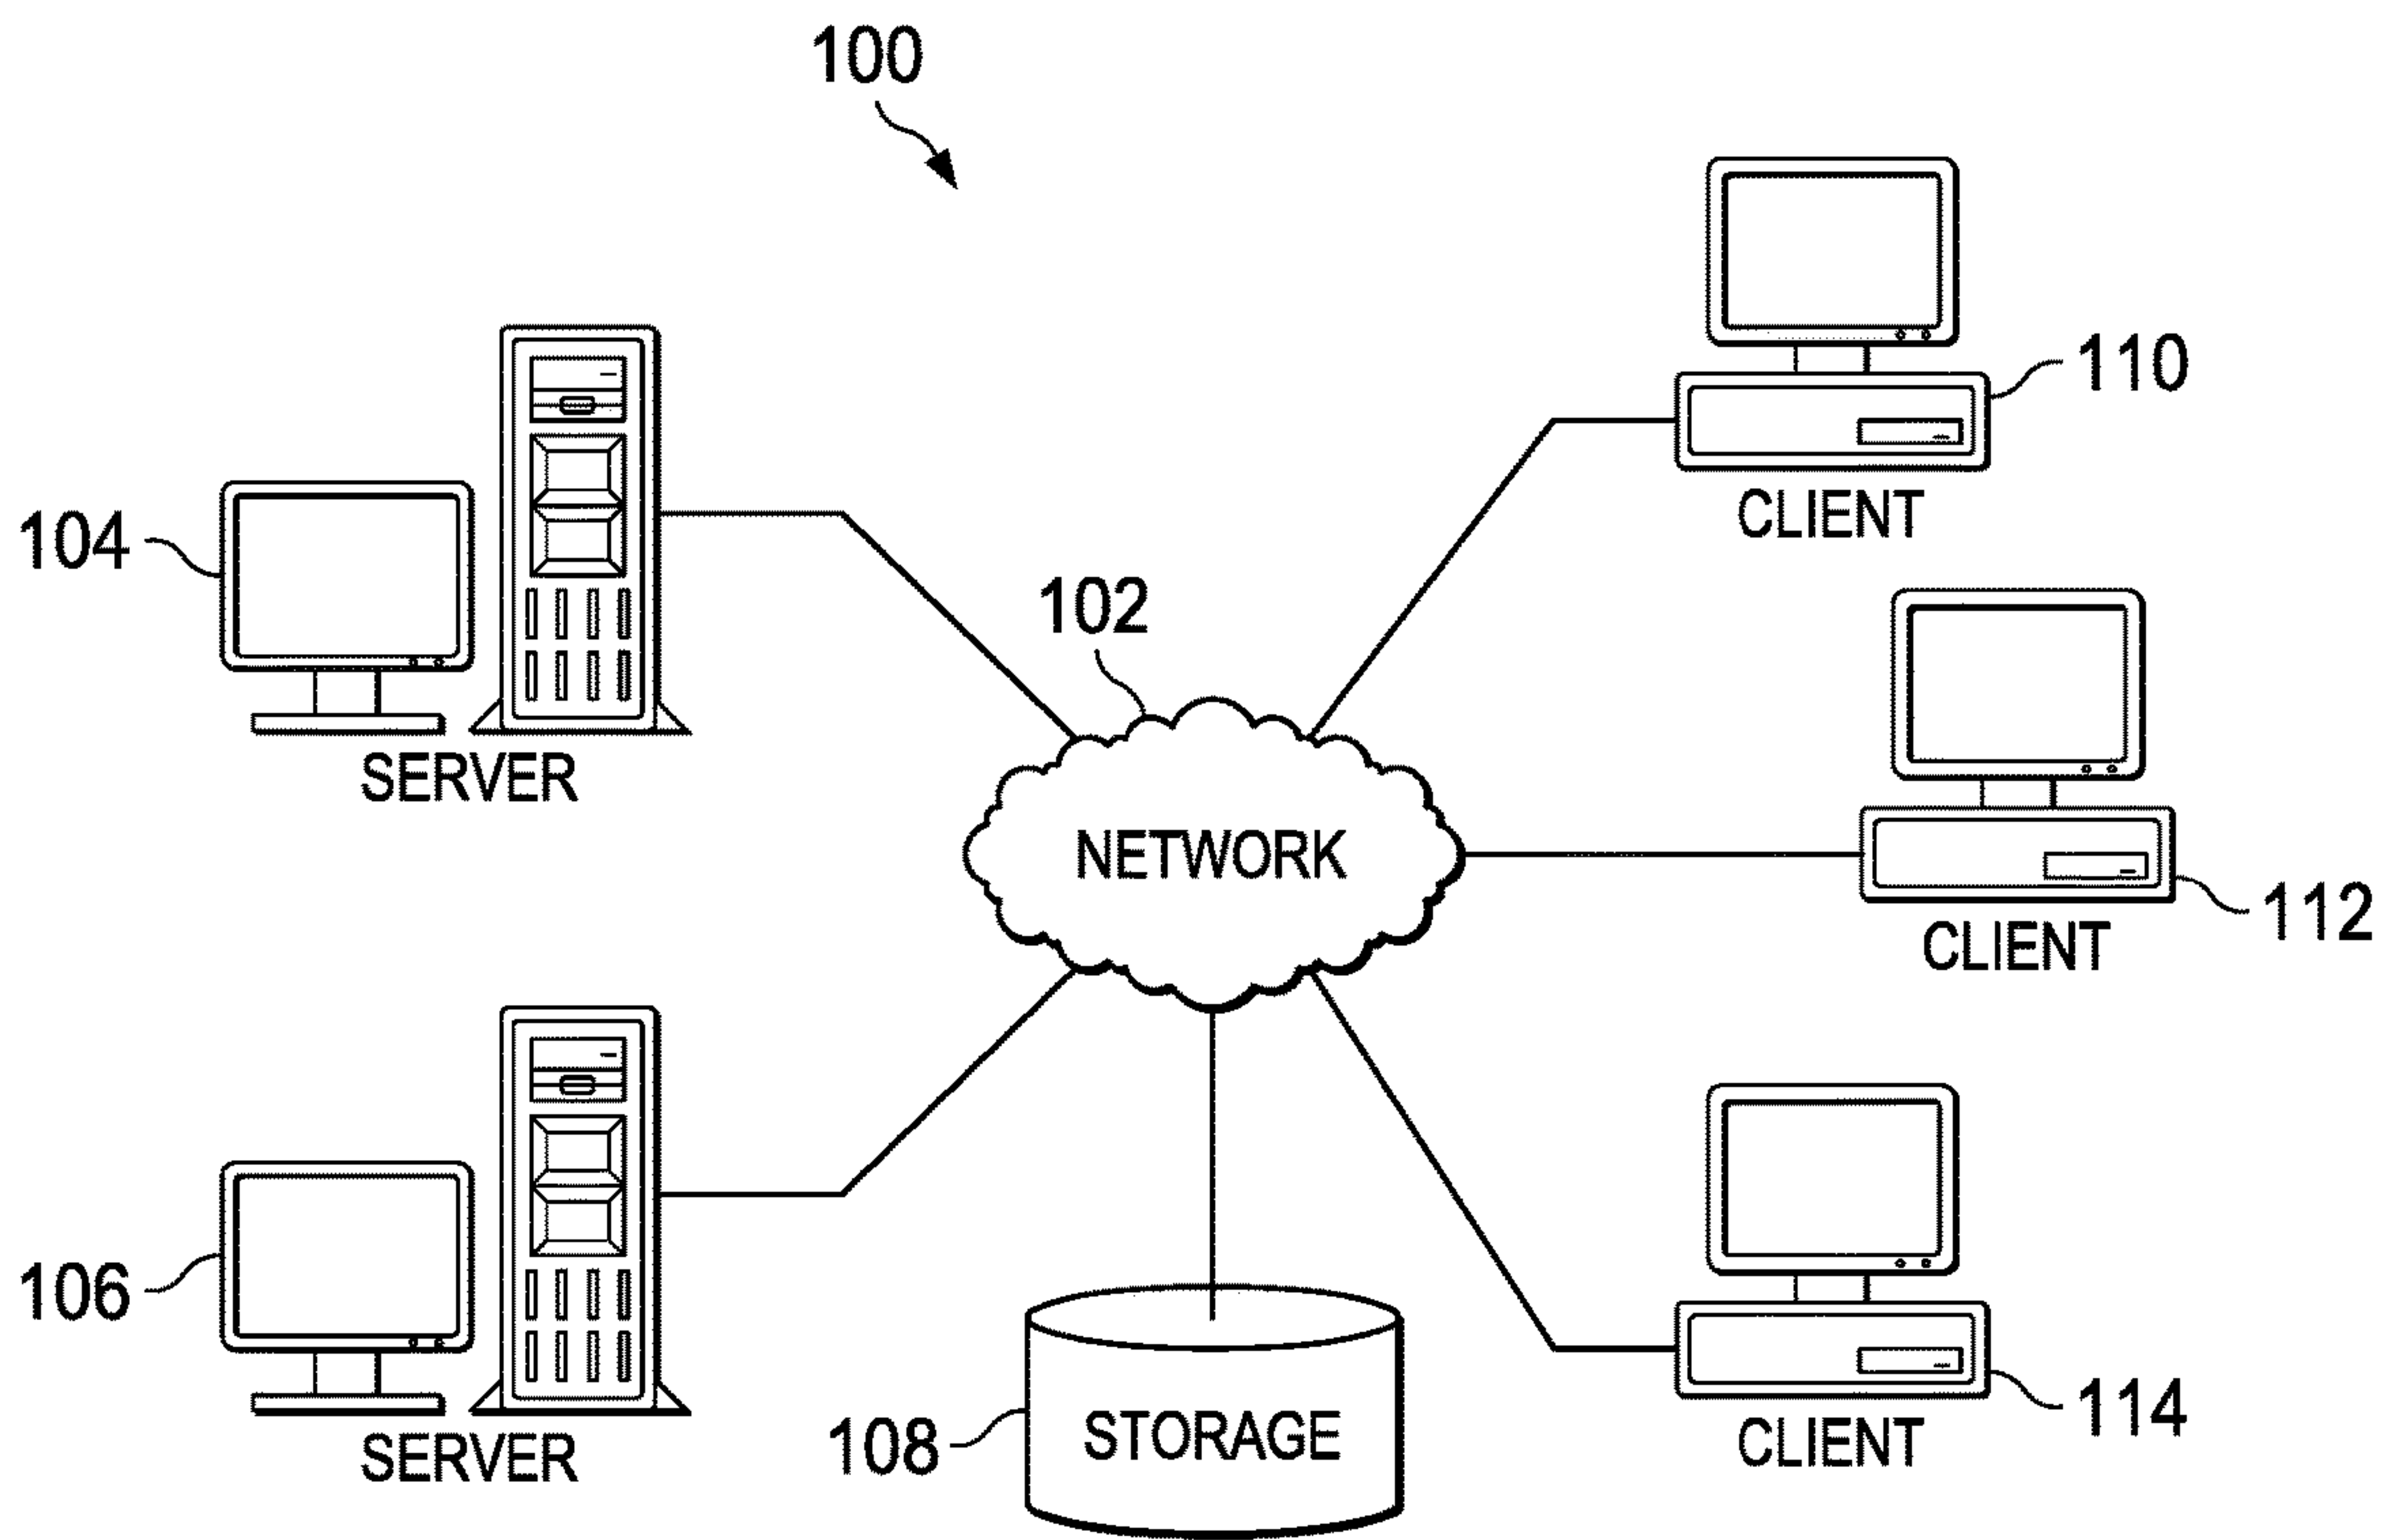 100
110
CLIENT
104
SERVER
102
NETWORK
112
CLIENT
106
SERVER
108
STORAGE
114
CLIENT